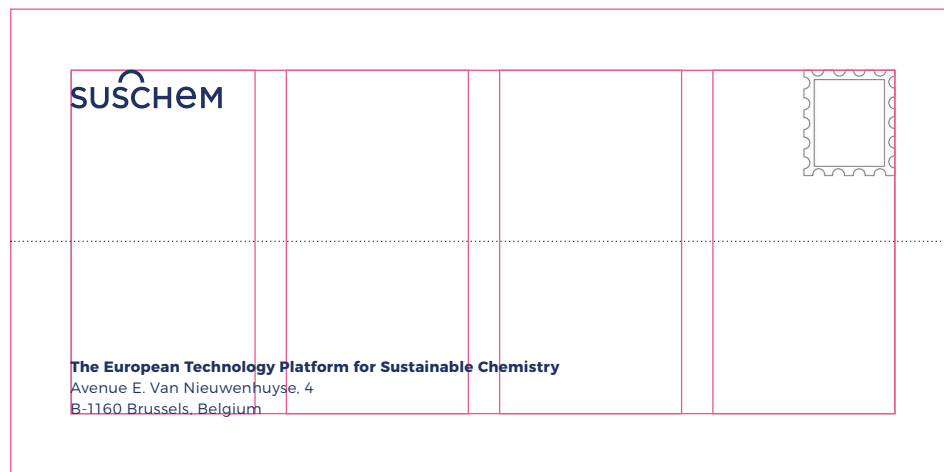 SUSCHEM
The European Technology Platform for Sustainable Chemistry
Avenue E. Van Nieuwenhuyse, 4
B-1160 Brussels, Belgium